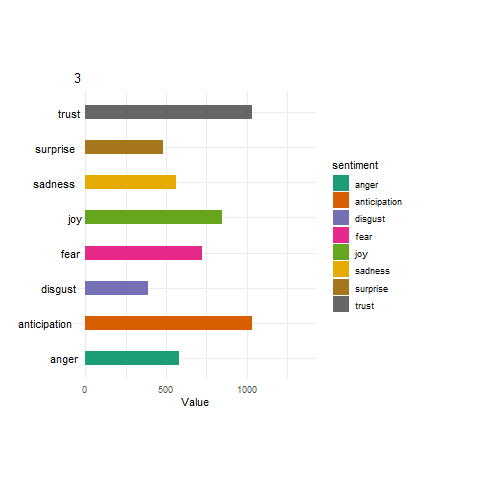 3
trust
surprise
sadness
joy
fear
disgust
anticipation
anger
0 500 1000
Value
sentiment
anger
anticipation
disgust
fear
joy
sadness
surprise
trust